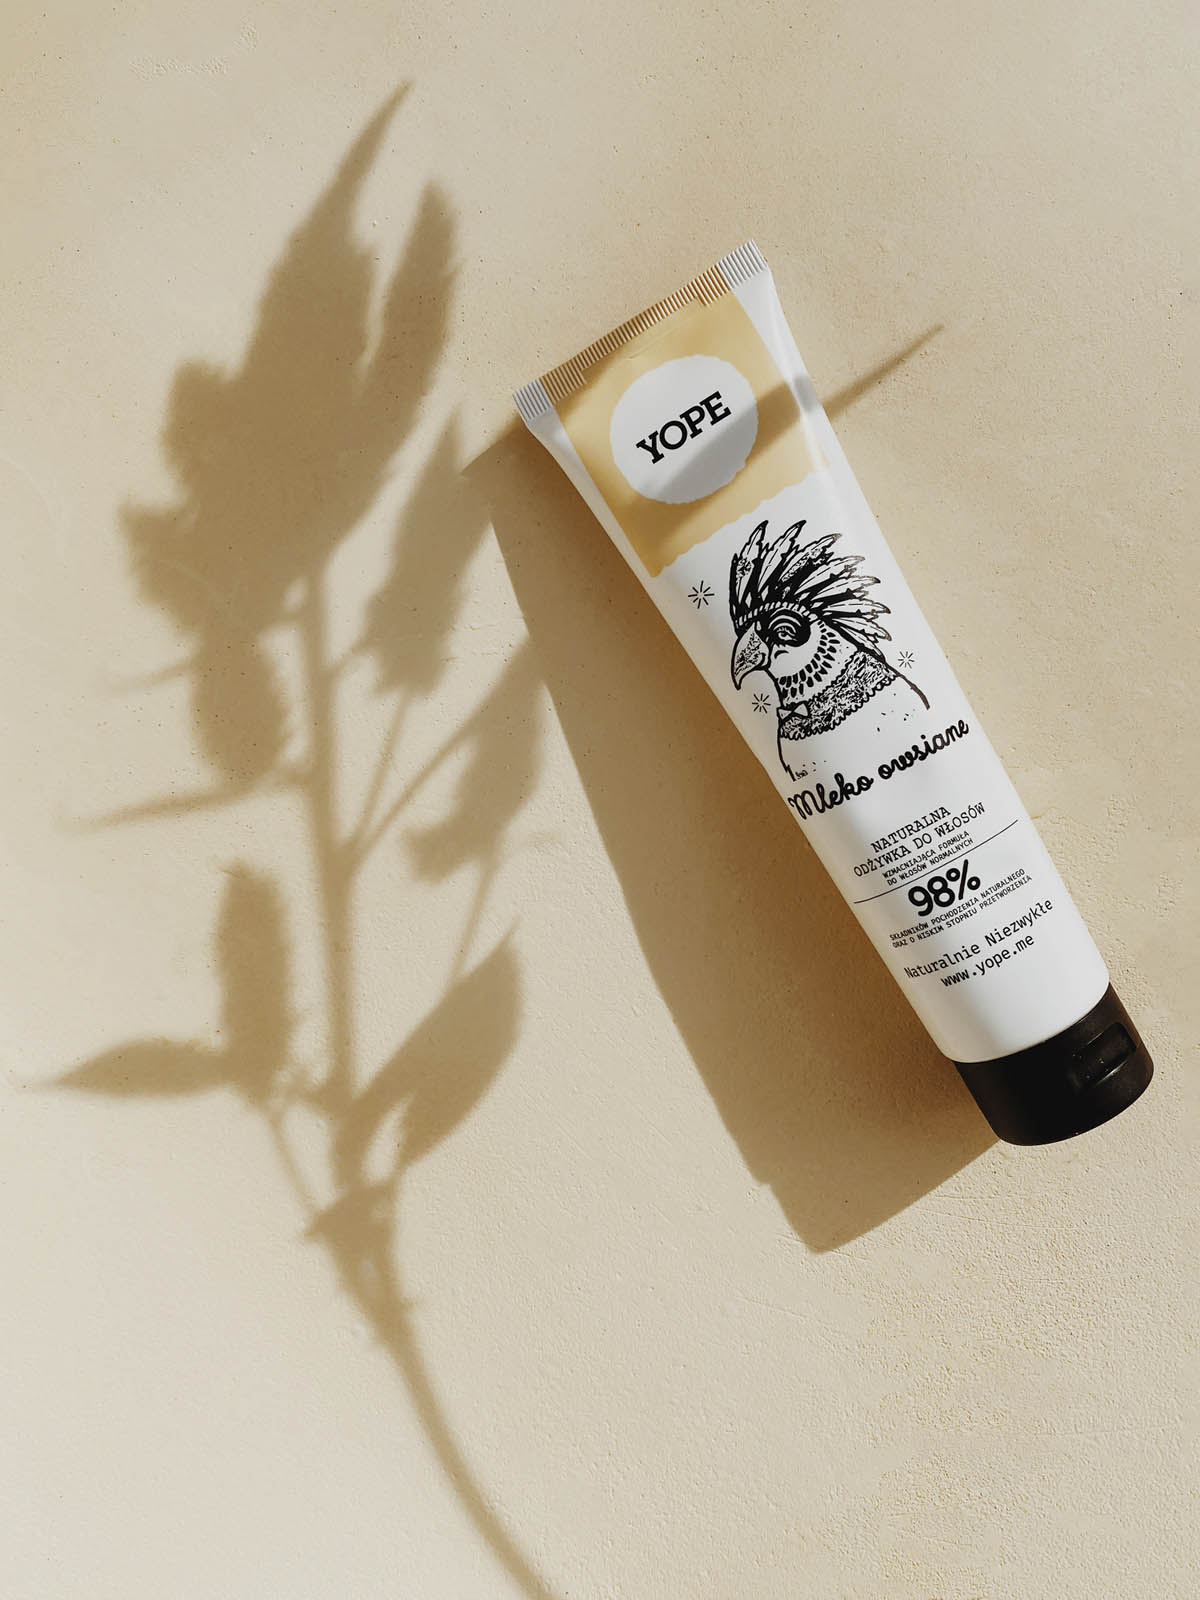 YOPE
Mleko owsiane
NATURALNA
ODŻYWKA DO WŁOSÓW
WZMACNIAJĄCA FORMUŁA
DO WŁOSÓW NORMALNYCH
98%
SKŁADNIKÓW POCHODZENIA NATURALNEGO
ORAZ O NISKIM STOPNIU PRZETWORZENIA
Naturalnie Niezwykłe
www.yope.me